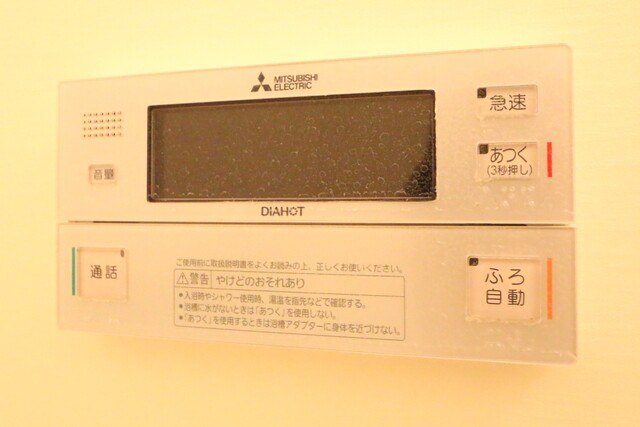 MITSUBISHI
ELECTRIC
急速
音量
あつく
(3秒押し)
DIAHOT
通話
ご使用前に取扱説明書をよくお読みの上、正しくお使いください。
警告 やけどのおそれあり
●入浴時やシャワー使用時、湯温を指先などで確認する。
●浴槽に水がないときは「あつく」を使用しない。
●「あつく」を使用するときは浴槽アダプターに身体を近づけない。
ふろ
自動